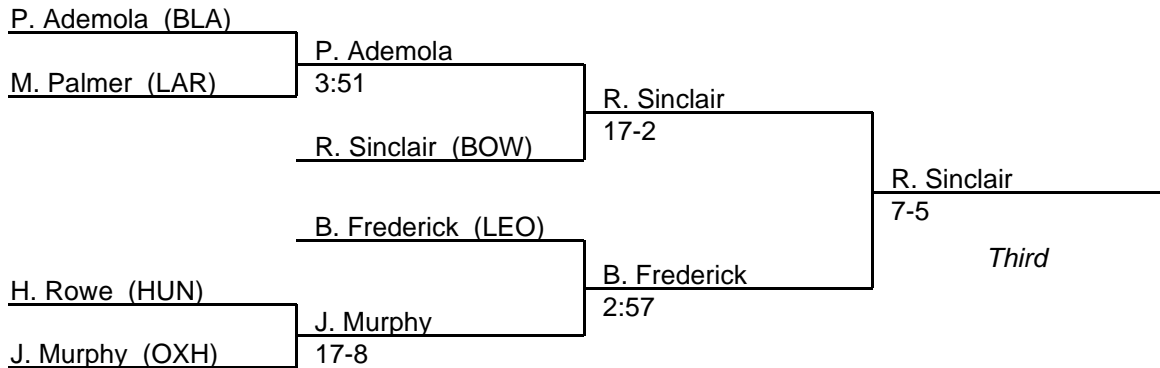 P. Ademola (BLA)
P. Ademola
M. Palmer (LAR)
3:51
R. Sinclair
17-2
R. Sinclair (BOW)
R. Sinclair
7-5
B. Frederick (LEO)
Third
B. Frederick
H. Rowe (HUN)
2:57
J. Murphy
J. Murphy (OXH)
17-8